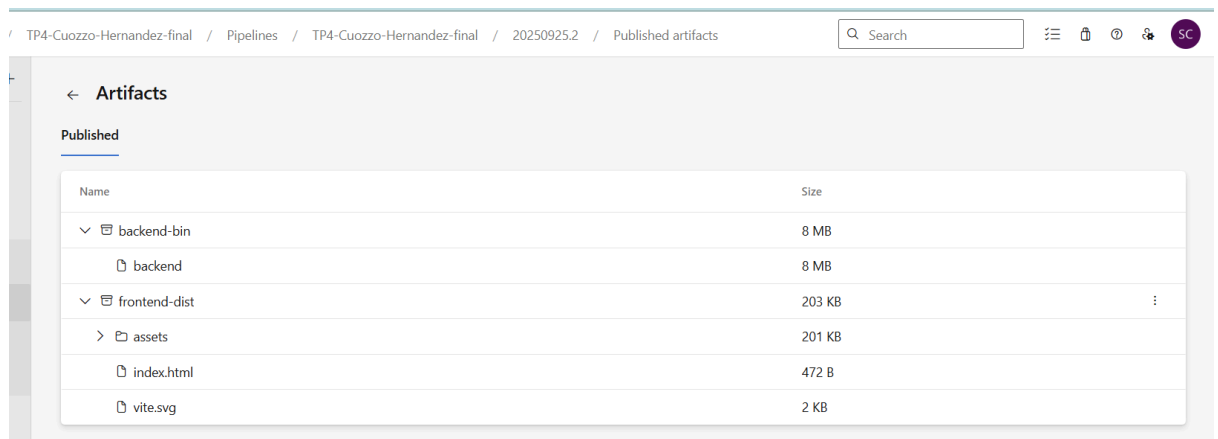 / TP4-Cuozzo-Hernandez-final / Pipelines / TP4-Cuozzo-Hernandez-final / 20250925.2 / Published artifacts Search SC
Artifacts
Published
Name Size
backend-bin 8 MB
backend 8 MB
frontend-dist 203 KB
assets 201 KB
index.html 472 B
vite.svg 2 KB